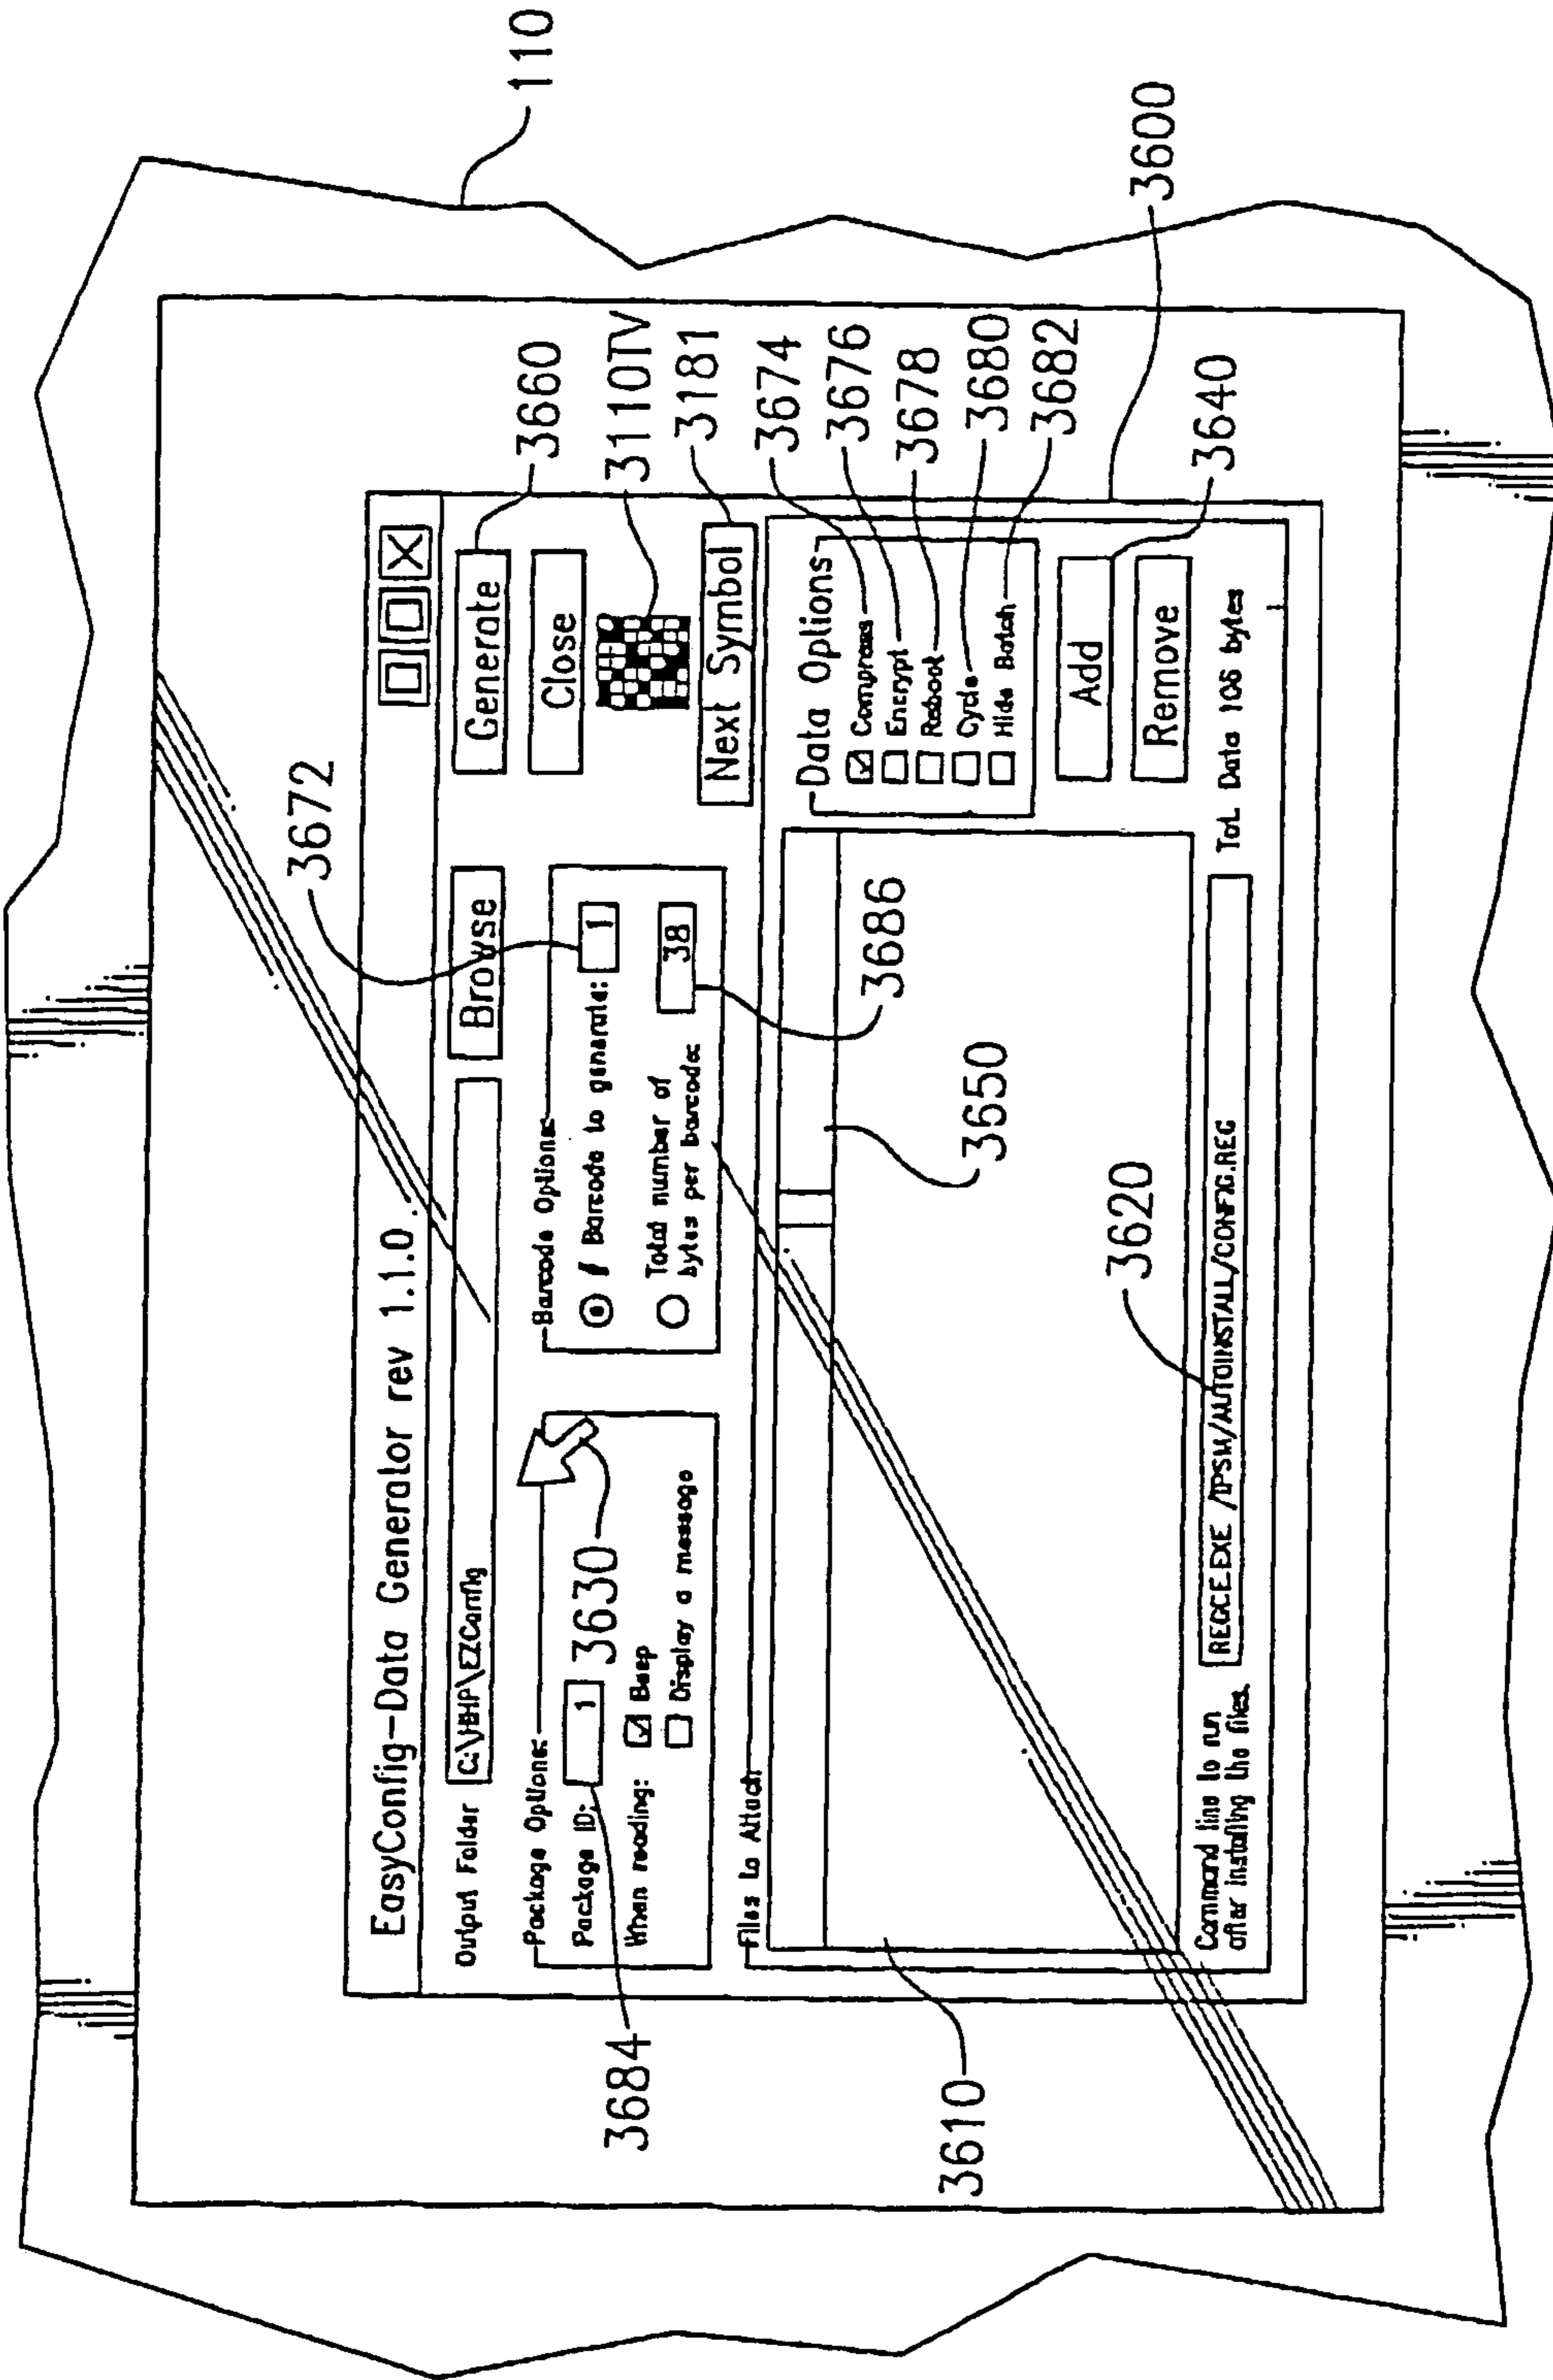 110
EasyConfig-Data Generator rev 1.1.0
3672
Output Folder C:\HHP\EZConfig Browse Generate
3660
Package Options Barcode Options Close
Package ID: 1 # Barcode to generate: 1
3684
3630
3110TV
When reading: Beep
Display a message
Total number of
bytes per barcode: 38
3686
Next Symbol
3181
Files to Attach
Data Options
3650
Compress
3674
Encrypt
3676
Reboot
3678
Cycle
3680
Hide Batch
3682
3610
Add
3640
Remove
3620
Command line to run
after installing the files.
REGCE.EXE /IPSM/AUTOINSTALL/CONFIG.REG
Tot. Data 106 bytes
3600